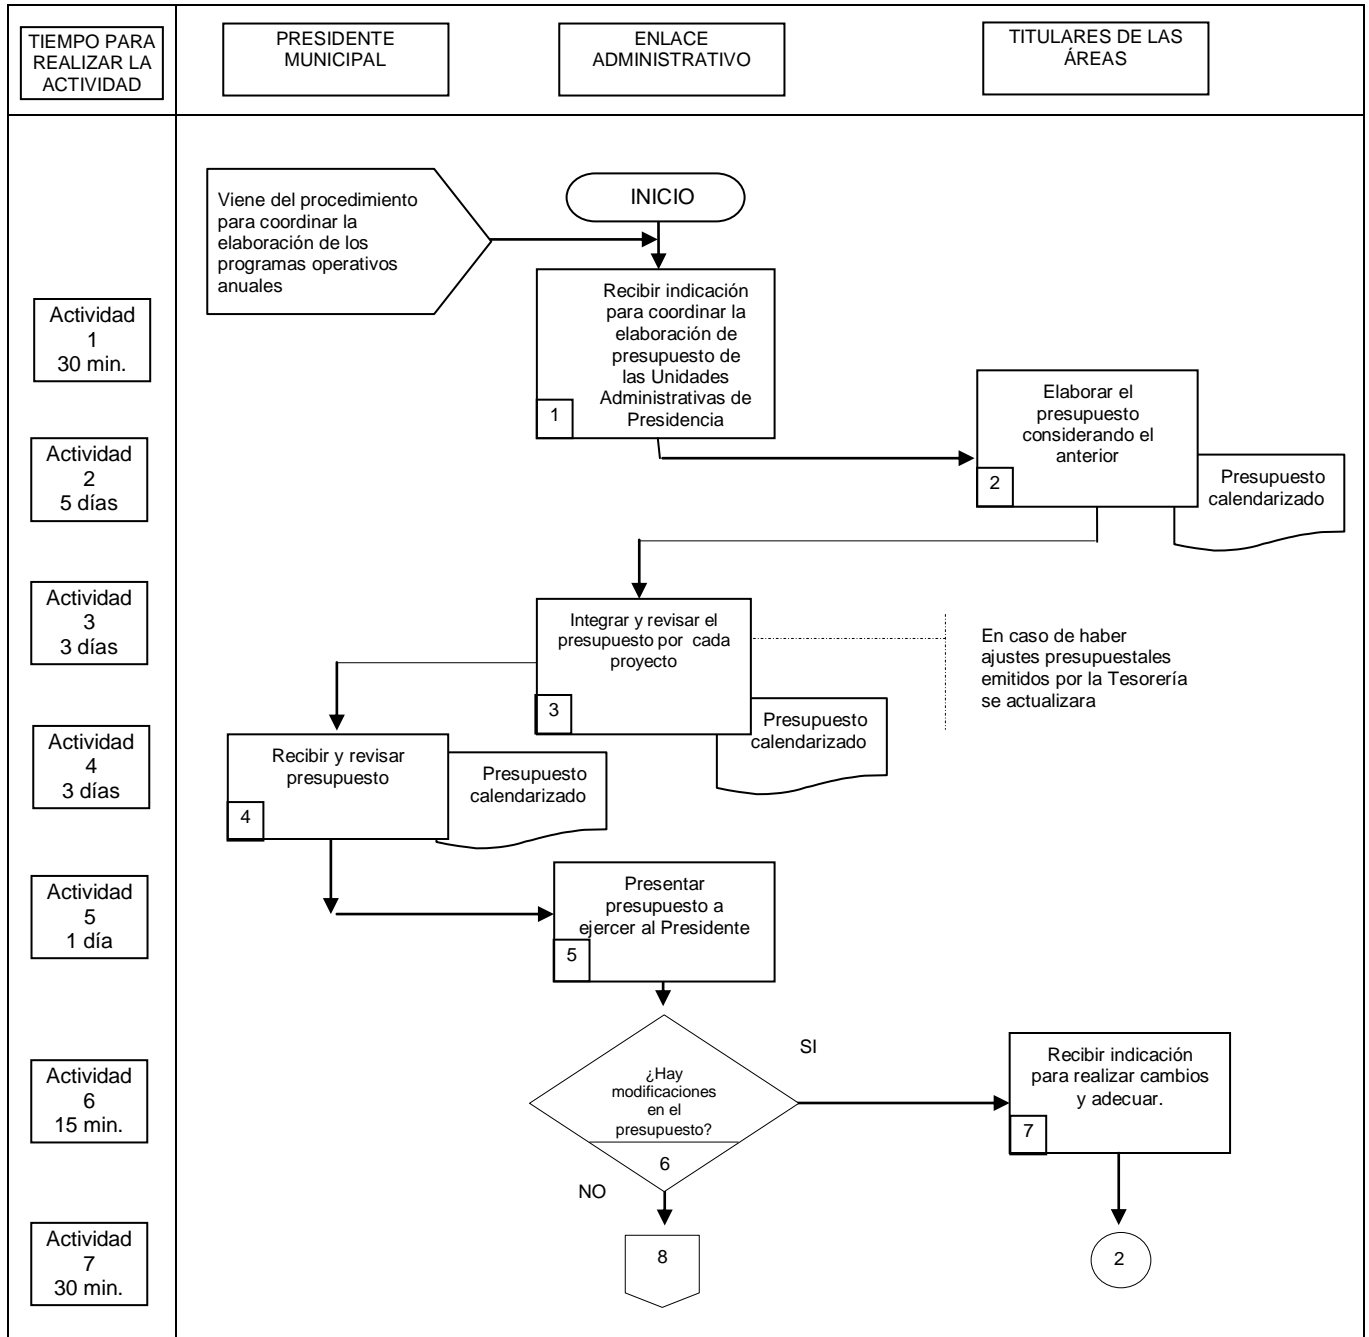 TIEMPO PARA
REALIZAR LA
ACTIVIDAD
PRESIDENTE
MUNICIPAL
ENLACE
ADMINISTRATIVO
TITULARES DE LAS
ÁREAS
Viene del procedimiento
para coordinar la
elaboración de los
programas operativos
anuales
INICIO
Actividad
1
30 min.
Recibir indicación
para coordinar la
elaboración de
presupuesto de
las Unidades
Administrativas de
Presidencia
1
Elaborar el
presupuesto
considerando el
anterior
2
Presupuesto
calendarizado
Actividad
2
5 días
Actividad
3
3 días
Integrar y revisar el
presupuesto por cada
proyecto
3
Presupuesto
calendarizado
En caso de haber
ajustes presupuestales
emitidos por la Tesorería
se actualizara
Actividad
4
3 días
Recibir y revisar
presupuesto
4
Presupuesto
calendarizado
Actividad
5
1 día
Presentar
presupuesto a
ejercer al Presidente
5
Actividad
6
15 min.
¿Hay
modificaciones
en el
presupuesto?
6
SI
NO
Recibir indicación
para realizar cambios
y adecuar.
7
Actividad
7
30 min.
8
2